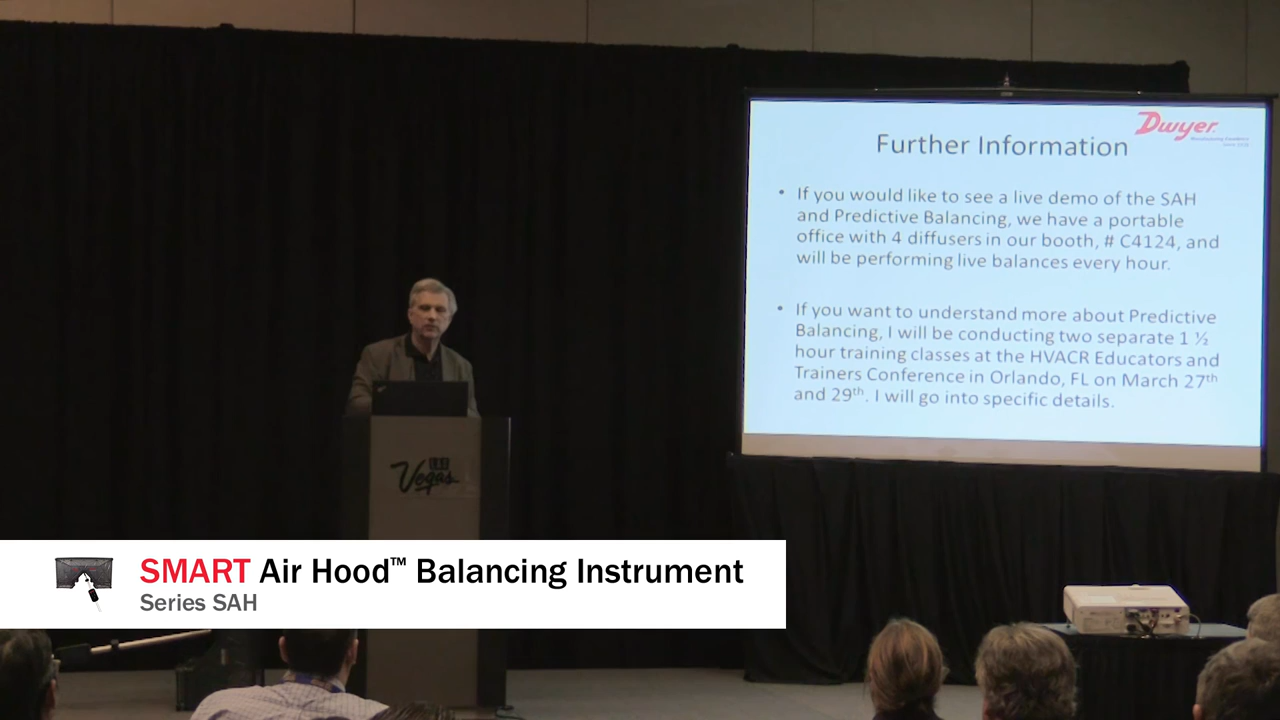 Dwyer
Further Information
• If you would like to see a live demo of the SAH
and Predictive Balancing, we have a portable
office with 4 diffusers in our booth, # C4124, and
will be performing live balances every hour.
• If you want to understand more about Predictive
Balancing, I will be conducting two separate 1 ½
hour training classes at the HVACR Educators and
Trainers Conference in Orlando, FL on March 27th
and 29th. I will go into specific details.
Vegas
SMART Air Hood™ Balancing Instrument
Series SAH